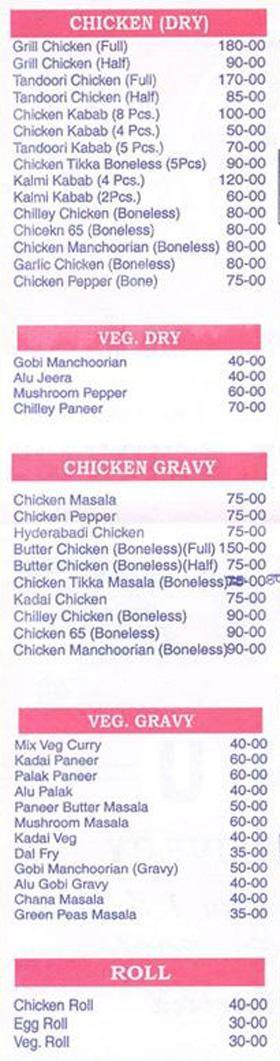 CHICKEN (DRY)
Grill Chicken (Full) 180-00
Grill Chicken (Half) 90-00
Tandoori Chicken (Full) 170-00
Tandoori Chicken (Half) 85-00
Chicken Kabab (8 Pcs.) 100-00
Chicken Kabab (4 Pcs.) 50-00
Tandoori Kabab (5 Pcs.) 70-00
Chicken Tikka Boneless (5Pcs) 90-00
Kalmi Kabab (4 Pcs.) 120-00
Kalmi Kabab (2Pcs.) 60-00
Chilley Chicken (Boneless) 80-00
Chicekn 65 (Boneless) 80-00
Chicken Manchoorian (Boneless) 80-00
Garlic Chicken (Boneless) 80-00
Chicken Pepper (Bone) 75-00
VEG. DRY
Gobi Manchoorian 40-00
Alu Jeera 40-00
Mushroom Pepper 60-00
Chilley Paneer 70-00
CHICKEN GRAVY
Chicken Masala 75-00
Chicken Pepper 75-00
Hyderabadi Chicken 75-00
Butter Chicken (Boneless)(Full) 150-00
Butter Chicken (Boneless)(Half) 75-00
Chicken Tikka Masala (Boneless)
Kadai Chicken 75-00
Chilley Chicken (Boneless) 90-00
Chicken 65 (Boneless) 90-00
Chicken Manchoorian (Boneless) 90-00
VEG. GRAVY
Mix Veg Curry 40-00
Kadai Paneer 60-00
Palak Paneer 60-00
Alu Palak 40-00
Paneer Butter Masala 50-00
Mushroom Masala 60-00
Kadai Veg 40-00
Dal Fry 35-00
Gobi Manchoorian (Gravy) 50-00
Alu Gobi Gravy 40-00
Chana Masala 40-00
Green Peas Masala 35-00
ROLL
Chicken Roll 40-00
Egg Roll 30-00
Veg. Roll 30-00